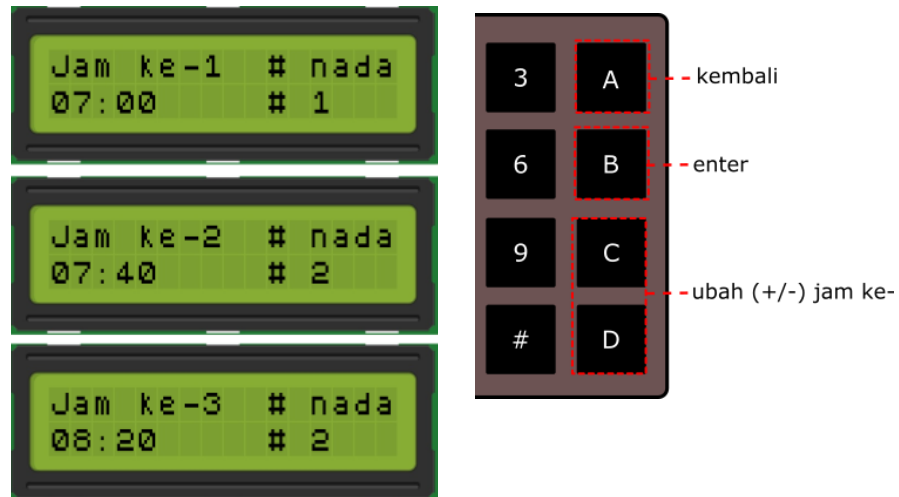 Jam ke-1 # nada
07:00 # 1
Jam ke-2 # nada
07:40 # 2
Jam ke-3 # nada
08:20 # 2
3 A kembali
6 B enter
9 C
ubah (+/-) jam ke-
# D